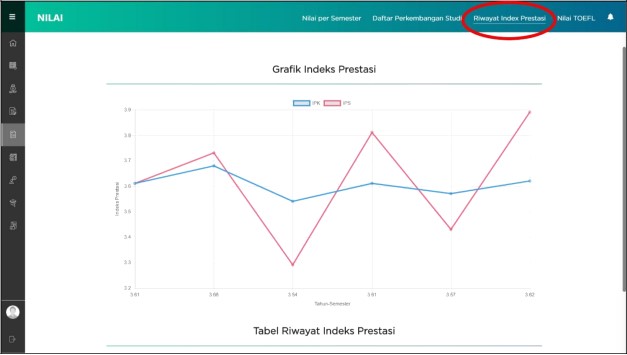 NILAI
Nilai per Semester Daftar Perkembangan Studi Riwayat Index Prestasi Nilai TOEFL
Grafik Indeks Prestasi
IPK IPS
3.9
3.8
3.7
3.6
3.5
3.4
3.3
3.2
Indeks Prestasi
3.61 3.68 3.54 3.61 3.57 3.62
Tahun-Semester
Tabel Riwayat Indeks Prestasi